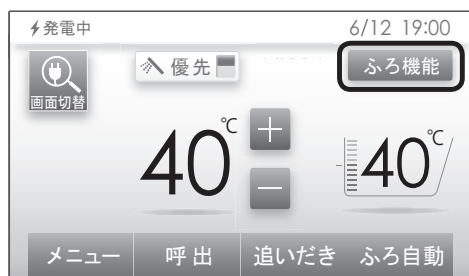 発電中
6/12 19:00
優先
ふろ機能
画面切替
40℃
+
40℃
−
メニュー
呼出
追いだき
ふろ自動